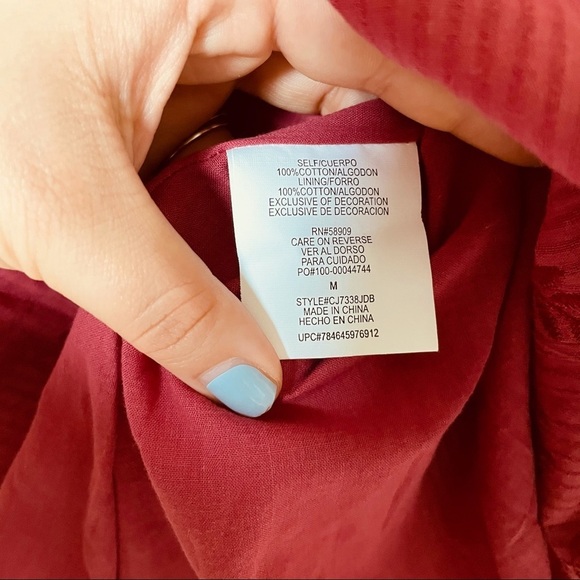 SELF/CUERPO
100%COTTON/ALGODON
LINING/FORRO
100%COTTON/ALGODON
EXCLUSIVE OF DECORATION
EXCLUSIVE DE DECORACION
RN#58909
CARE ON REVERSE
VER AL DORSO
PARA CUIDADO
PO#100-00044744
M
STYLE#CJ7338JDB
MADE IN CHINA
HECHO EN CHINA
UPC#784645976912